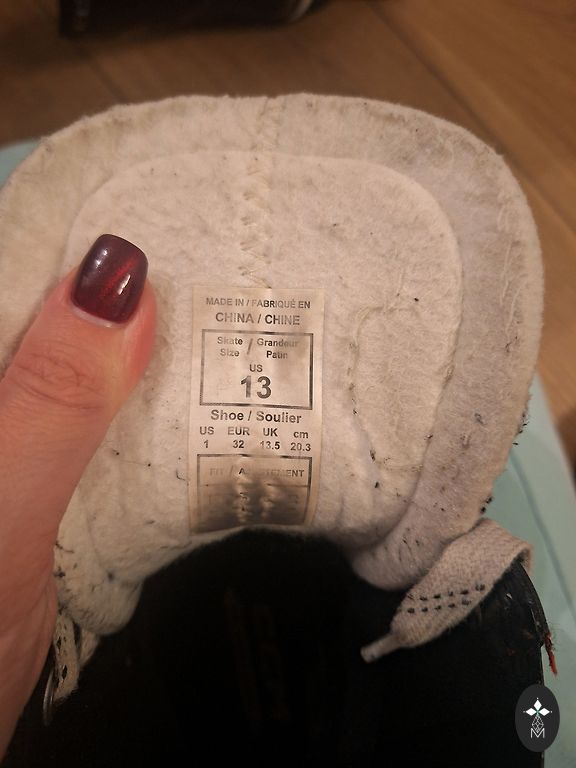 MADE IN / FABRIQUÉ EN
CHINA / CHINE
Skate / Grandeur
Size Patin
US
13
Shoe / Soulier
US EUR UK cm
1 32 13.5 20.3
FIT / AJUSTEMENT